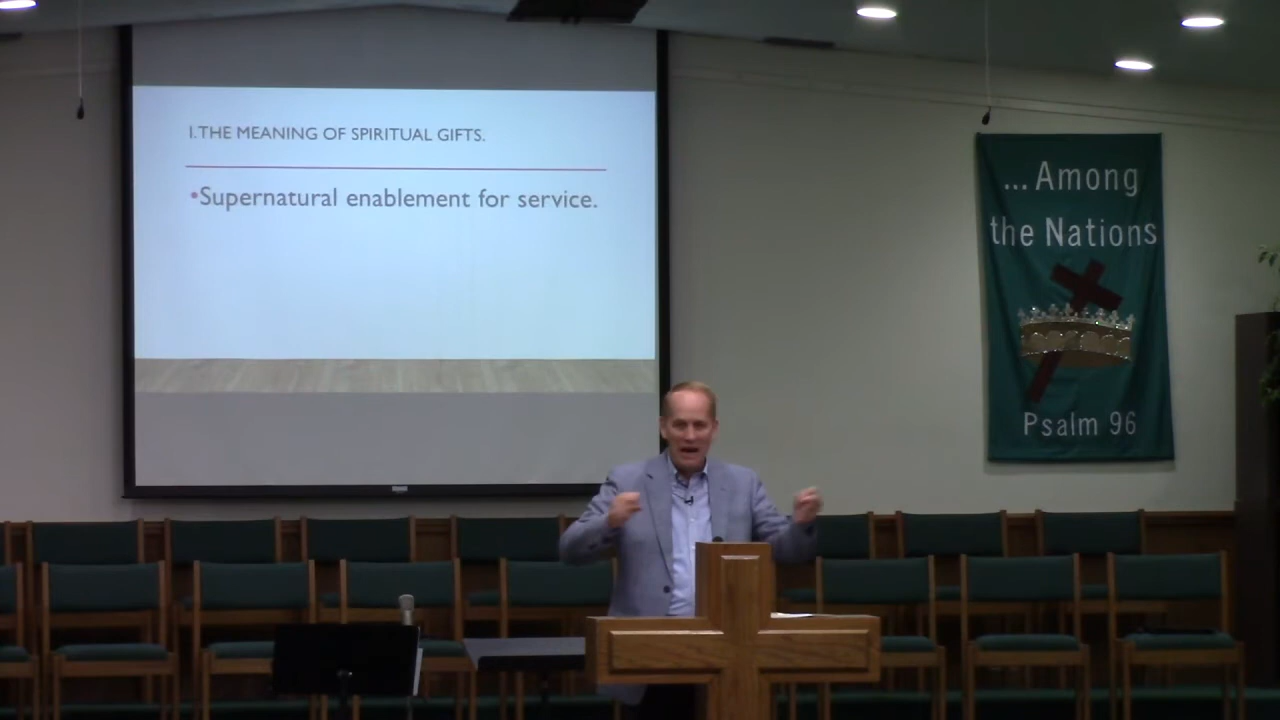 I. THE MEANING OF SPIRITUAL GIFTS.
•Supernatural enablement for service.
... Among
the Nations
Psalm 96